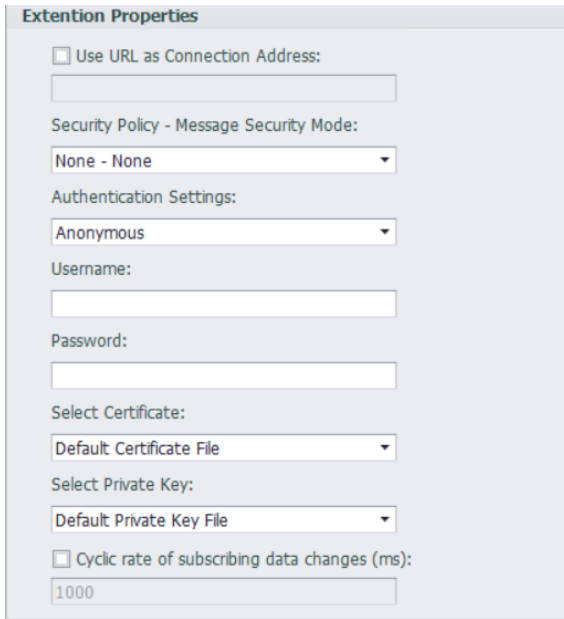 Extention Properties
Use URL as Connection Address:
Security Policy - Message Security Mode:
None - None
Authentication Settings:
Anonymous
Username:
Password:
Select Certificate:
Default Certificate File
Select Private Key:
Default Private Key File
Cyclic rate of subscribing data changes (ms):
1000